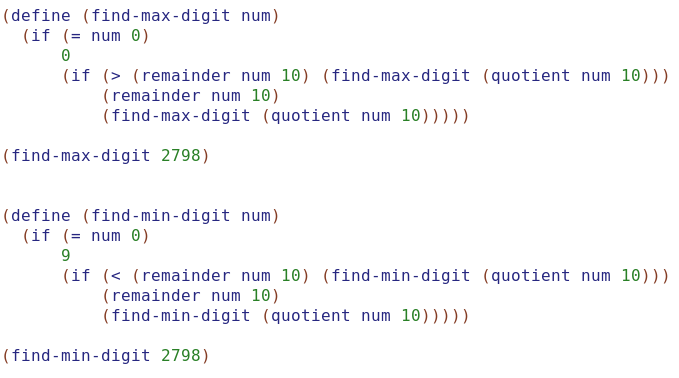 (define (find-max-digit num)
  (if (= num 0)
      0
      (if (> (remainder num 10) (find-max-digit (quotient num 10)))
          (remainder num 10)
          (find-max-digit (quotient num 10)))))

(find-max-digit 2798)


(define (find-min-digit num)
  (if (= num 0)
      9
      (if (< (remainder num 10) (find-min-digit (quotient num 10)))
          (remainder num 10)
          (find-min-digit (quotient num 10)))))

(find-min-digit 2798)